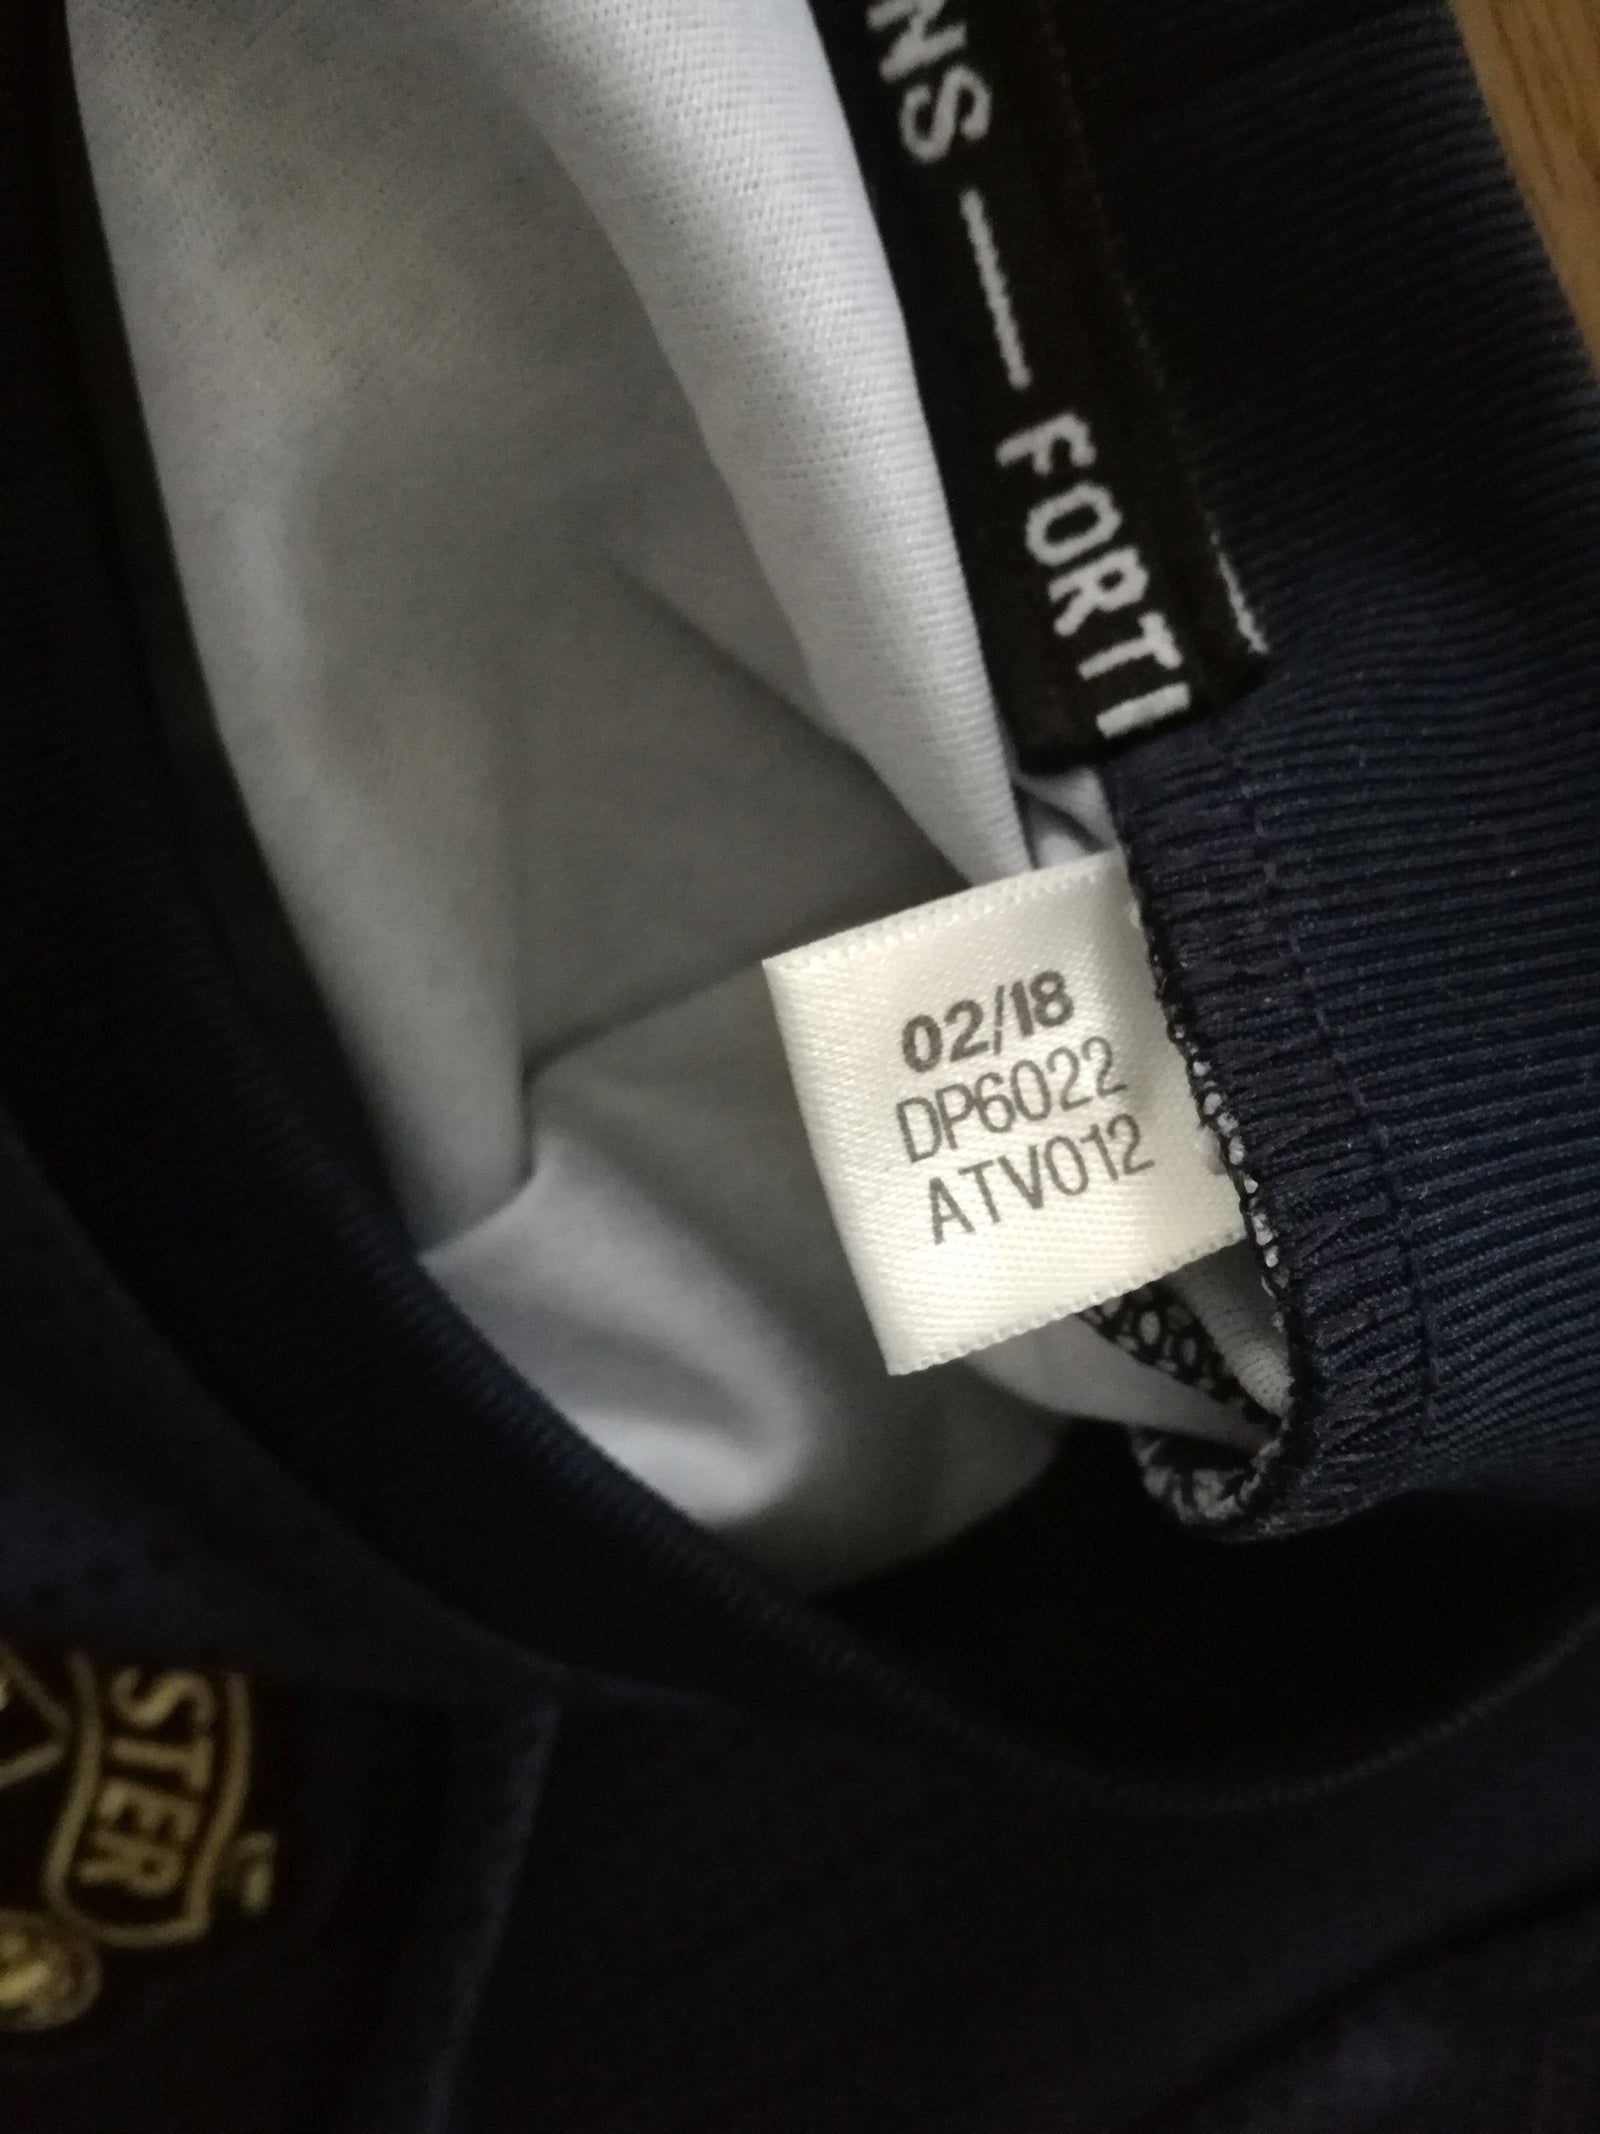 NS — FORTI
02/18
DP6022
ATV012
STER